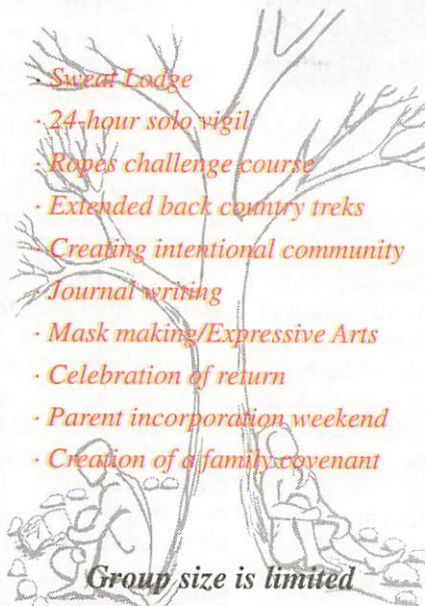 · Sweat Lodge
· 24-hour solo vigil
· Ropes challenge course
· Extended back country treks
· Creating intentional community
· Journal writing
· Mask making/Expressive Arts
· Celebration of return
· Parent incorporation weekend
· Creation of a family covenant
Group size is limited